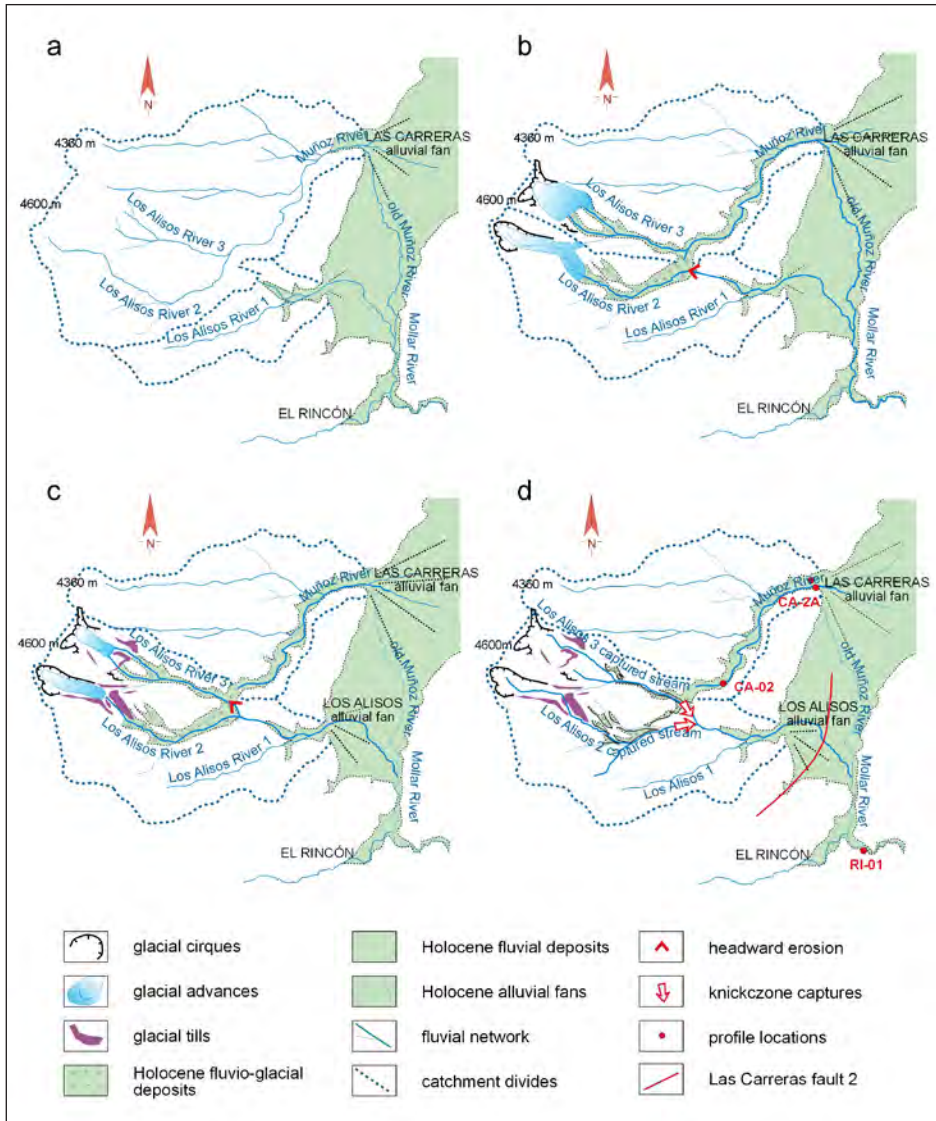 a
N
4360 m
4600 m
Muñoz River
LAS CARRERAS
alluvial fan
Los Alisos River 3
old Muñoz River
Los Alisos River 2
Los Alisos River 1
Mollar River
EL RINCÓN
b
N
4360 m
4600 m
Muñoz River
LAS CARRERAS
alluvial fan
Los Alisos River 3
old Muñoz River
Los Alisos River 2
Los Alisos River 1
Mollar River
EL RINCÓN
c
N
4360 m
4600 m
Muñoz River
LAS CARRERAS
alluvial fan
Los Alisos River 3
old Muñoz River
LOS ALISOS
alluvial fan
Los Alisos River 2
Los Alisos River
Mollar River
EL RINCÓN
d
N
4360 m
4600m
Muñoz River
LAS CARRERAS
alluvial fan
CA-2A
Los Alisos 3 captured stream
CA-02
old Muñoz River
LOS ALISOS
alluvial fan
Los Alisos 2 captured stream
Los Alisos 1
Mollar River
EL RINCÓN
RI-01
glacial cirques
glacial advances
glacial tills
Holocene fluvio-glacial
deposits
Holocene fluvial deposits
Holocene alluvial fans
fluvial network
catchment divides
headward erosion
knickczone captures
profile locations
Las Carreras fault 2